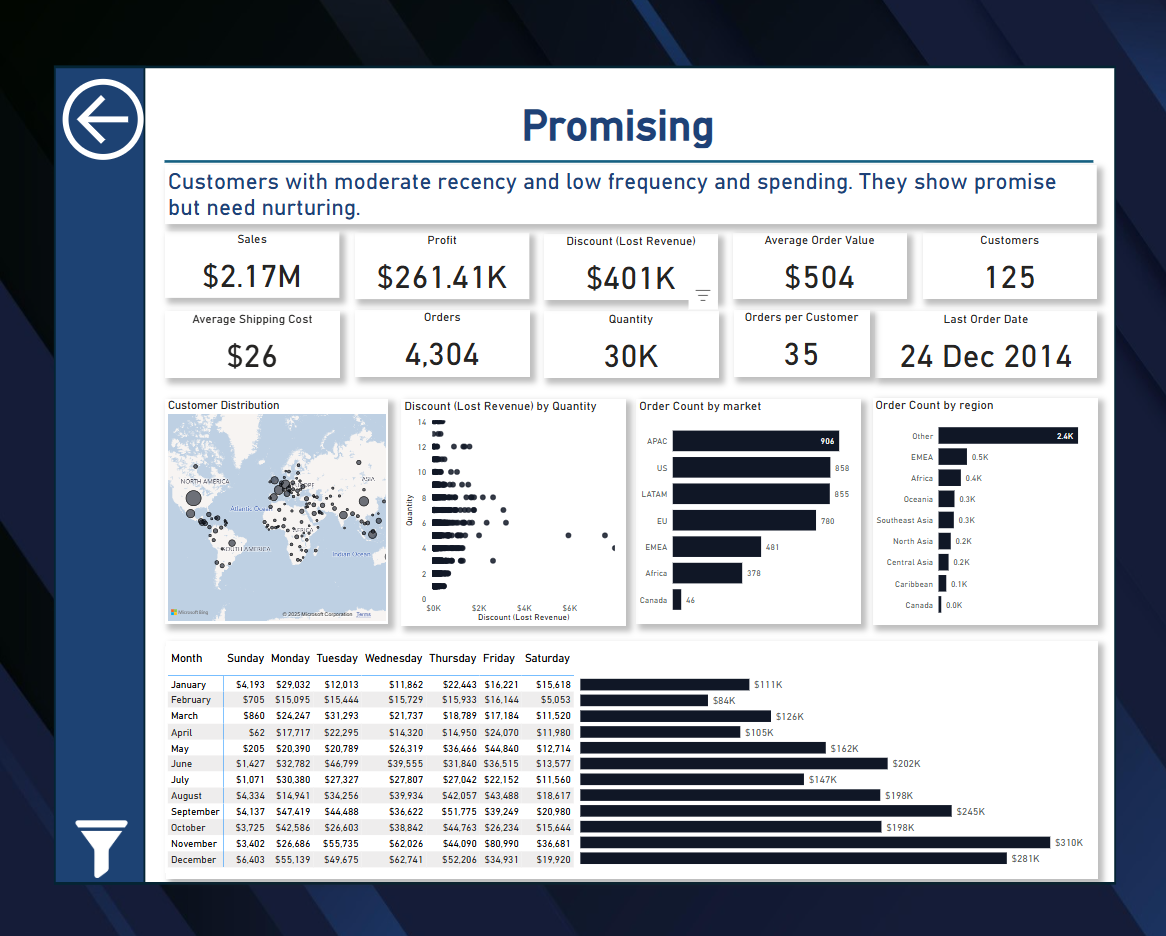 Promising
Customers with moderate recency and low frequency and spending. They show promise
but need nurturing.
Sales
$2.17M
Profit
$261.41K
Discount (Lost Revenue)
$401K
Average Order Value
$504
Customers
125
Average Shipping Cost
$26
Orders
4,304
Quantity
30K
Orders per Customer
35
Last Order Date
24 Dec 2014
Customer Distribution
NORTH AMERICA
ASIA
Atlantic Ocean
AFRICA
SOUTH AMERICA
Indian Ocean
Microsoft Bing
© 2025 Microsoft Corporation Terms
Discount (Lost Revenue) by Quantity
Quantity
14
12
10
8
6
4
2
0
$0K $2K $4K $6K
Discount (Lost Revenue)
Order Count by market
APAC 906
US 858
LATAM 855
EU 780
EMEA 481
Africa 378
Canada 46
Order Count by region
Other 2.4K
EMEA 0.5K
Africa 0.4K
Oceania 0.3K
Southeast Asia 0.3K
North Asia 0.2K
Central Asia 0.2K
Caribbean 0.1K
Canada 0.0K
Month Sunday Monday Tuesday Wednesday Thursday Friday Saturday
January $4,193 $29,032 $12,013 $11,862 $22,443 $16,221 $15,618 $111K
February $705 $15,095 $15,444 $15,729 $15,933 $16,144 $5,053 $84K
March $860 $24,247 $31,293 $21,737 $18,789 $17,184 $11,520 $126K
April $62 $17,717 $22,295 $14,320 $14,950 $24,070 $11,980 $105K
May $205 $20,390 $20,789 $26,319 $36,466 $44,840 $12,714 $162K
June $1,427 $32,782 $46,799 $39,555 $31,840 $36,515 $13,577 $202K
July $1,071 $30,380 $27,327 $27,807 $27,042 $22,152 $11,560 $147K
August $4,334 $14,941 $34,256 $39,934 $42,057 $43,488 $18,617 $198K
September $4,137 $47,419 $44,488 $36,622 $51,775 $39,249 $20,980 $245K
October $3,725 $42,586 $26,603 $38,842 $44,763 $26,234 $15,644 $198K
November $3,402 $26,686 $55,735 $62,026 $44,090 $80,990 $36,681 $310K
December $6,403 $55,139 $49,675 $62,741 $52,206 $34,931 $19,920 $281K